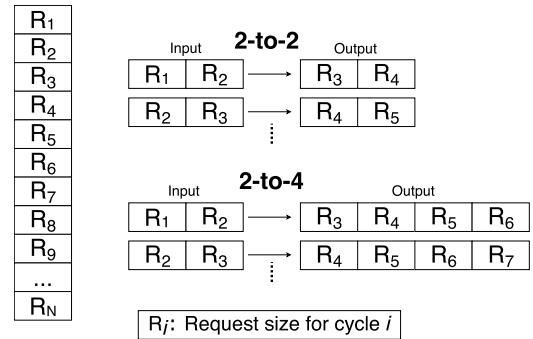 R1
R2
R3
R4
R5
R6
R7
R8
R9
...
RN
2-to-2
Input Output
R1 R2 R3 R4
R2 R3 R4 R5
2-to-4
Input Output
R1 R2 R3 R4 R5 R6
R2 R3 R4 R5 R6 R7
Ri: Request size for cycle i